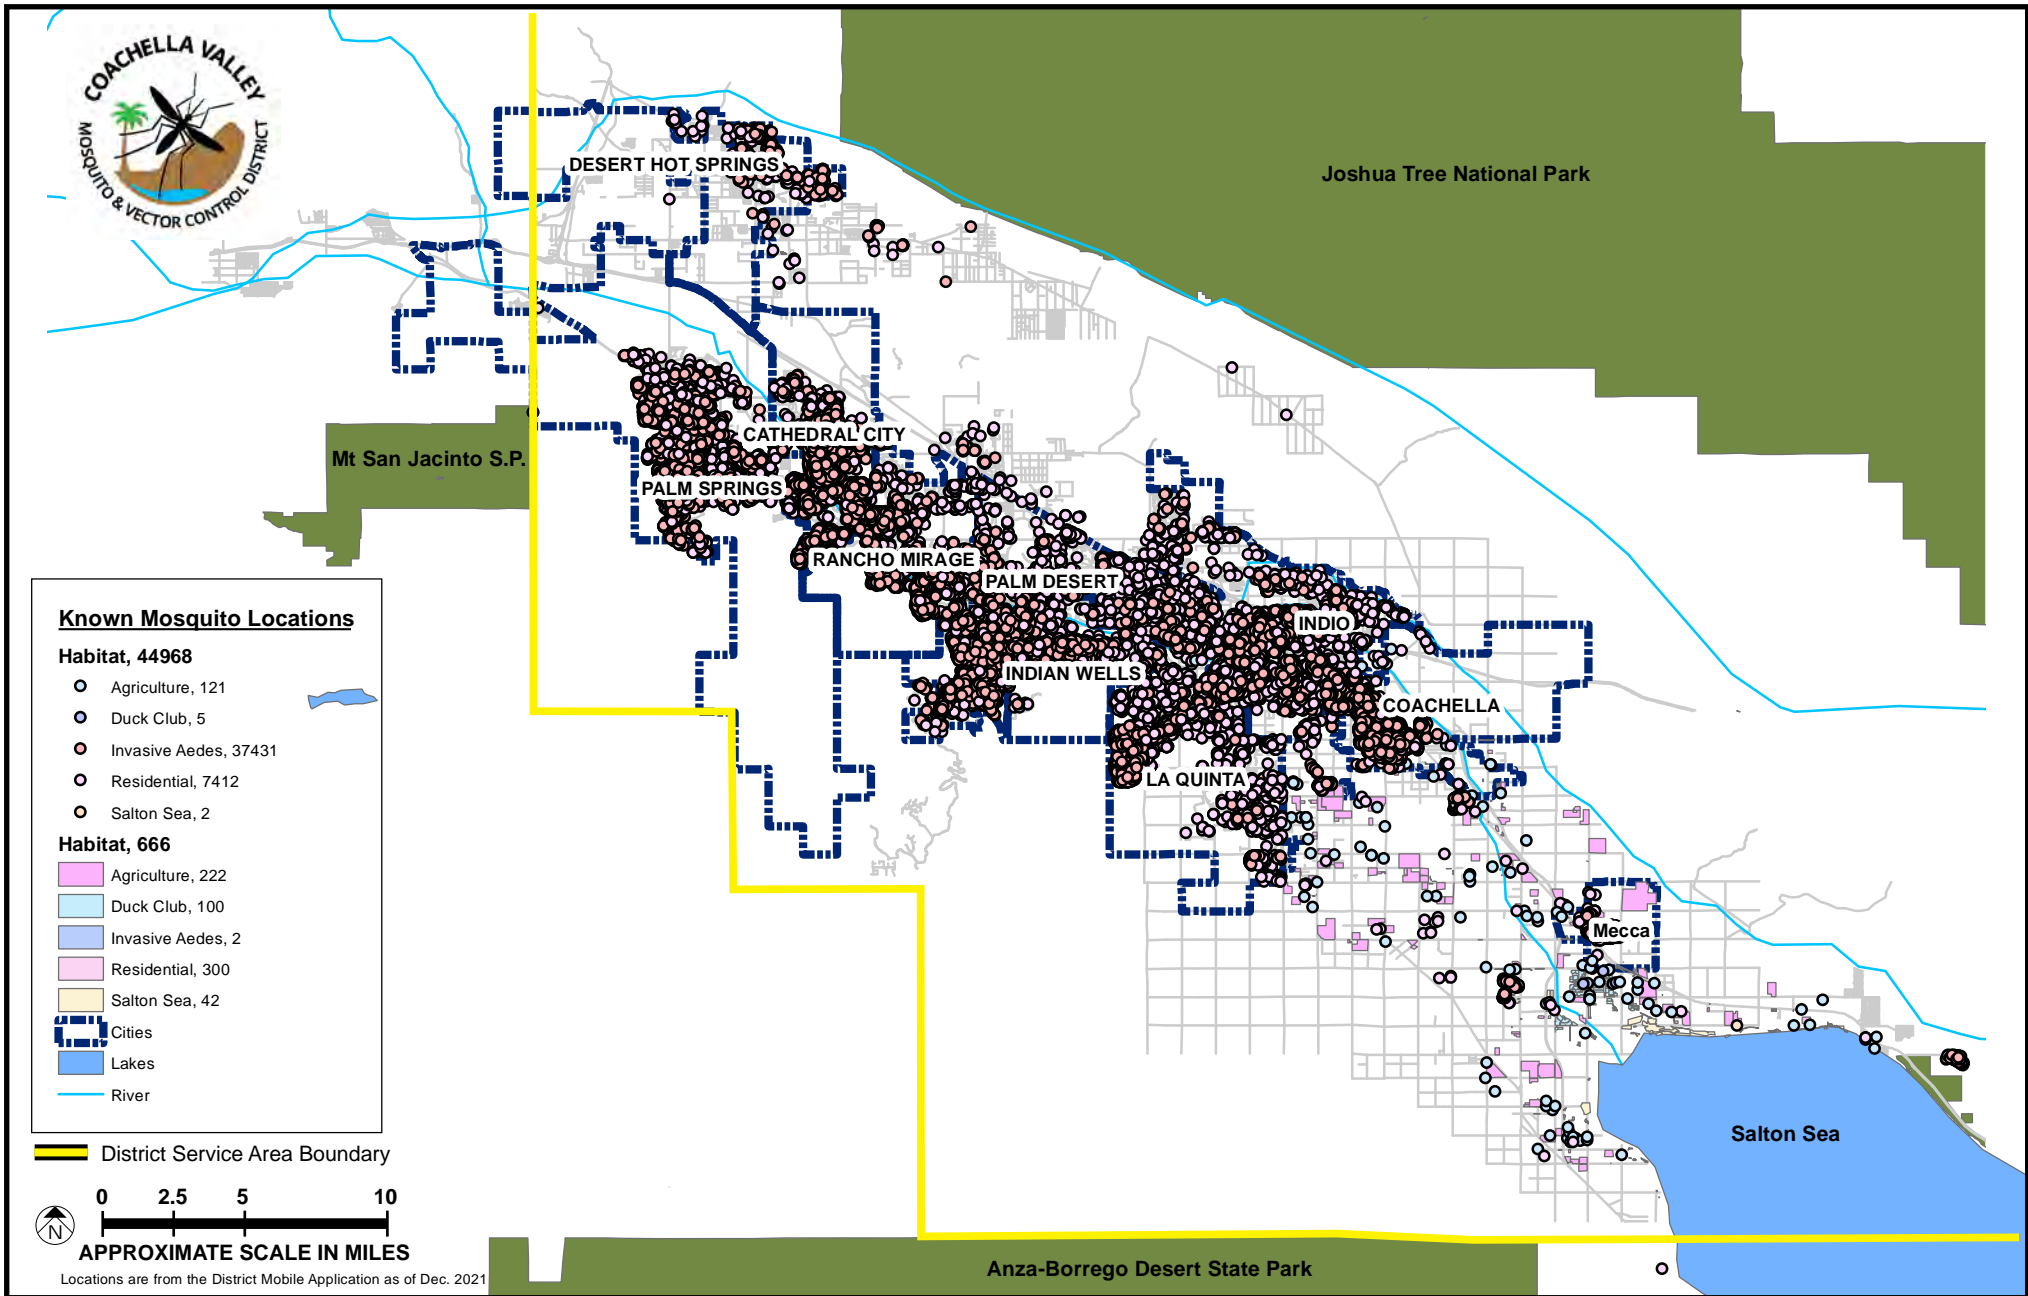 COACHELLA VALLEY
MOSQUITO & VECTOR CONTROL DISTRICT
Joshua Tree National Park
DESERT HOT SPRINGS
CATHEDRAL CITY
Mt San Jacinto S.P.
PALM SPRINGS
RANCHO MIRAGE
PALM DESERT
INDIO
INDIAN WELLS
COACHELLA
LA QUINTA
Mecca
Salton Sea
Anza-Borrego Desert State Park
Known Mosquito Locations
Habitat, 44968
Agriculture, 121
Duck Club, 5
Invasive Aedes, 37431
Residential, 7412
Salton Sea, 2
Habitat, 666
Agriculture, 222
Duck Club, 100
Invasive Aedes, 2
Residential, 300
Salton Sea, 42
Cities
Lakes
River
District Service Area Boundary
0 2.5 5 10
N
APPROXIMATE SCALE IN MILES
Locations are from the District Mobile Application as of Dec. 2021